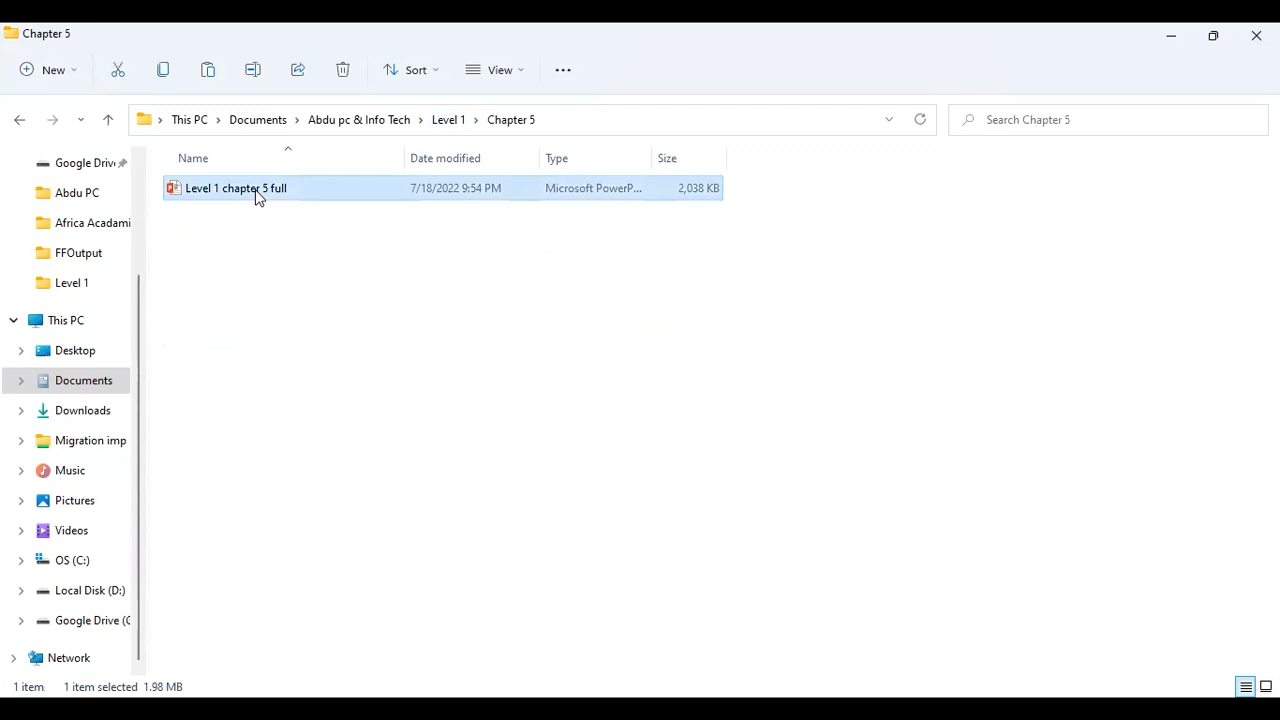 Chapter 5
New
Sort
View
This PC
Documents
Abdu pc & Info Tech
Level 1
Chapter 5
Search Chapter 5
Name
Date modified
Type
Size
Level 1 chapter 5 full
7/18/2022 9:54 PM
Microsoft PowerP...
2,038 KB
Google Driv
Abdu PC
Africa Acadami
FFOutput
Level 1
This PC
Desktop
Documents
Downloads
Migration imp
Music
Pictures
Videos
OS (C:)
Local Disk (D:)
Google Drive (
Network
1 item
1 item selected 1.98 MB